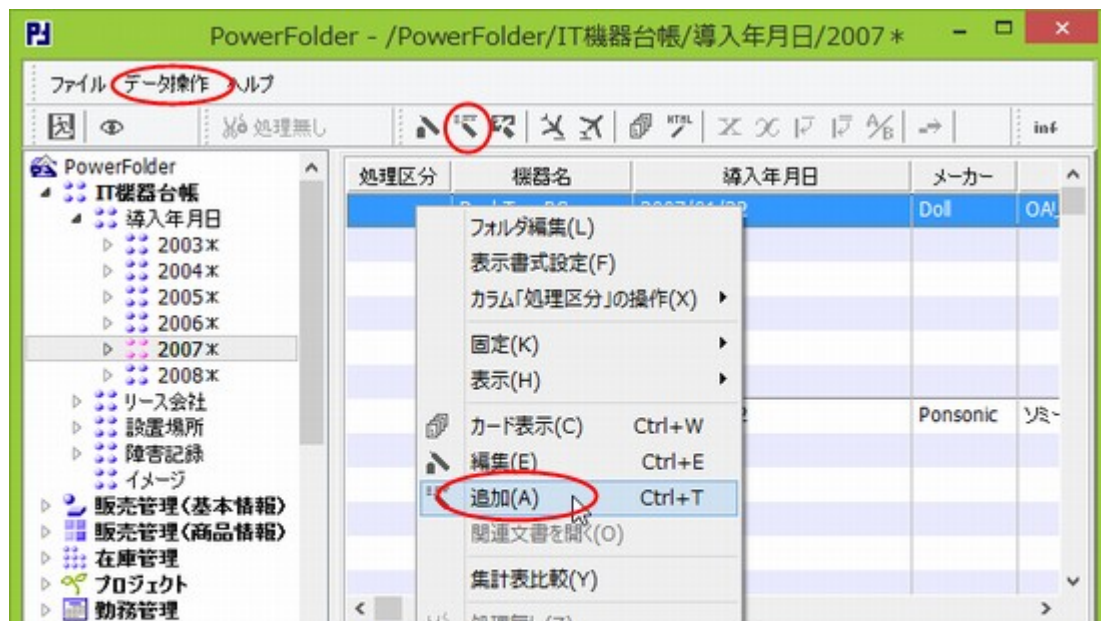 PowerFolder - /PowerFolder/IT機器台帳/導入年月日/2007*
ファイル データ操作 ヘルプ
処理無し HTML A/B inf
PowerFolder
IT機器台帳
導入年月日
2003*
2004*
2005*
2006*
2007*
2008*
リース会社
設置場所
障害記録
イメージ
販売管理(基本情報)
販売管理(商品情報)
在庫管理
プロジェクト
勤務管理
処理区分 機器名 導入年月日 メーカー
Doll OA
フォルダ編集(L)
表示書式設定(F)
カラム「処理区分」の操作(X)
固定(K)
表示(H)
カード表示(C) Ctrl+W
Ponsonic ソミー
編集(E) Ctrl+E
追加(A) Ctrl+T
関連文書を開く(O)
集計表比較(Y)